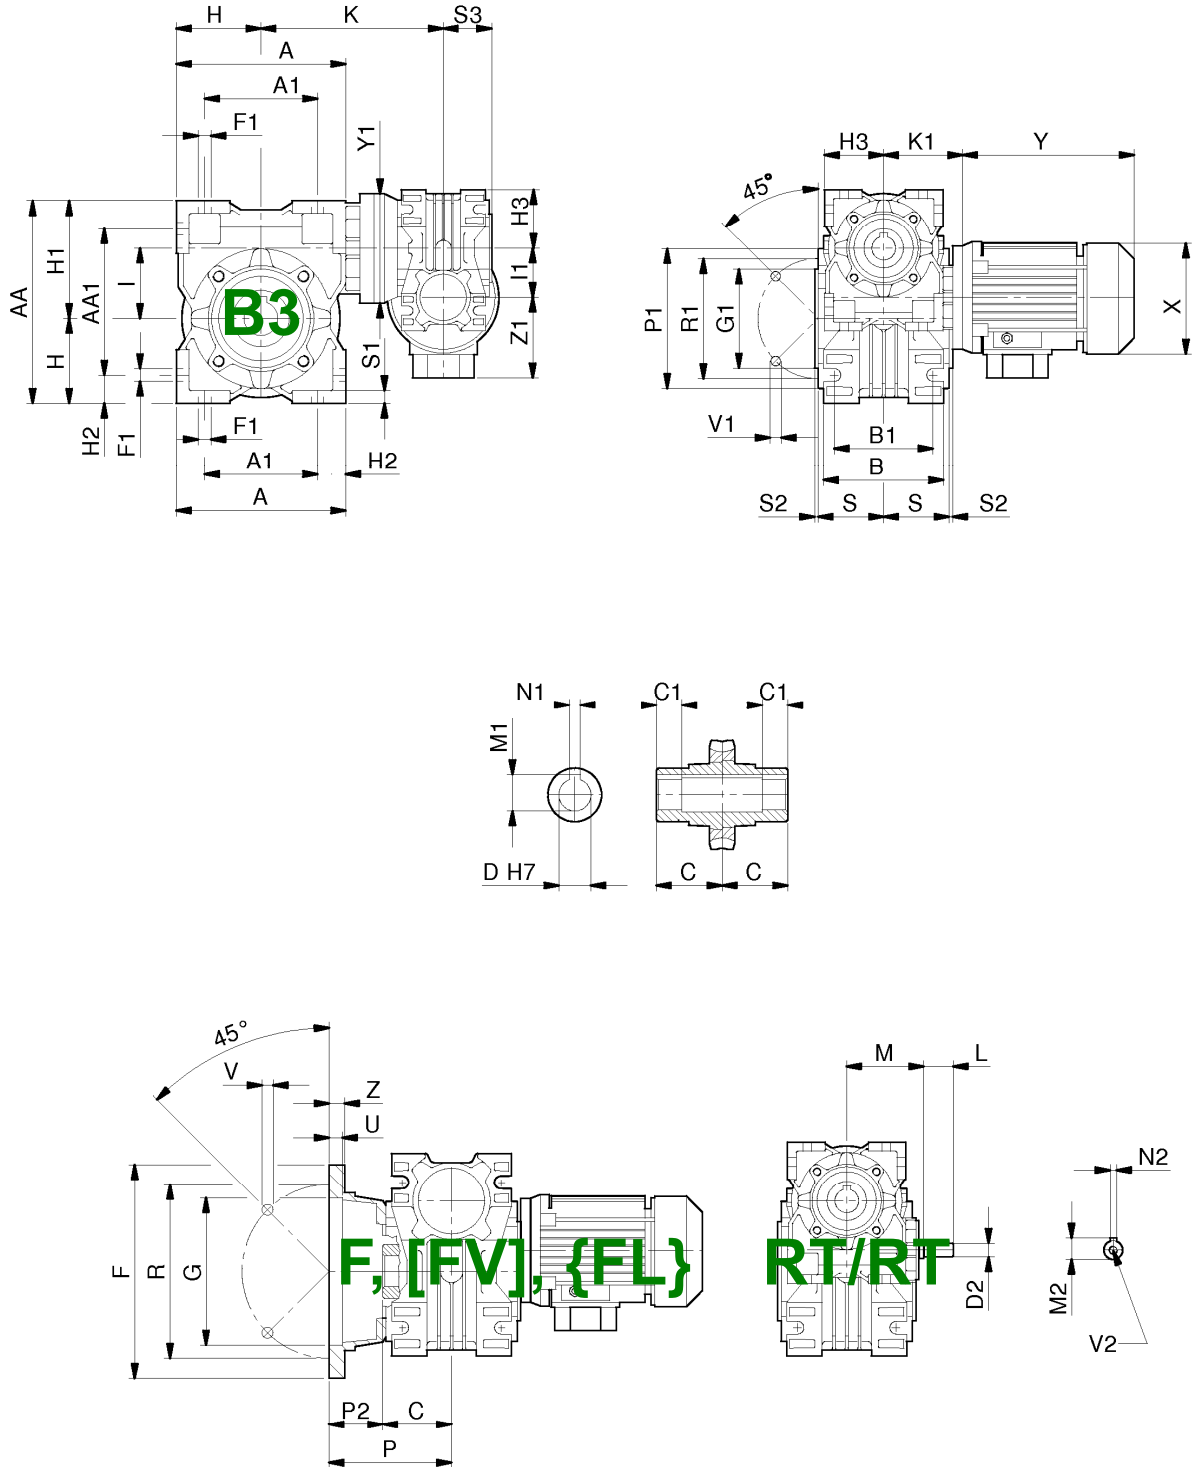 H K S3
A
A1
F1
Y1
H3
AA
H1
AA1
I
I1
B3
H
S1
Z1
H2
F1
F1
A1
H2
A
H3 K1 Y
45°
P1
R1
G1
X
V1
B1
B
S2 S S S2
N1
M1
D H7
C1 C1
C C
45°
V
Z
U
F
R
G
F, [FV], {FL}
P2 C
P
M L
RT/RT
D2
N2
M2
V2